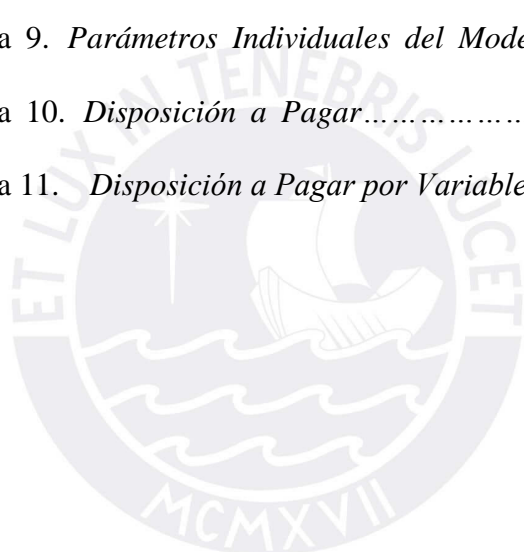 a 9. Parámetros Individuales del Mode
a 10. Disposición a Pagar………………
a 11. Disposición a Pagar por Variable
ET LUX IN TENEBRIS LUCET
MCMXVII